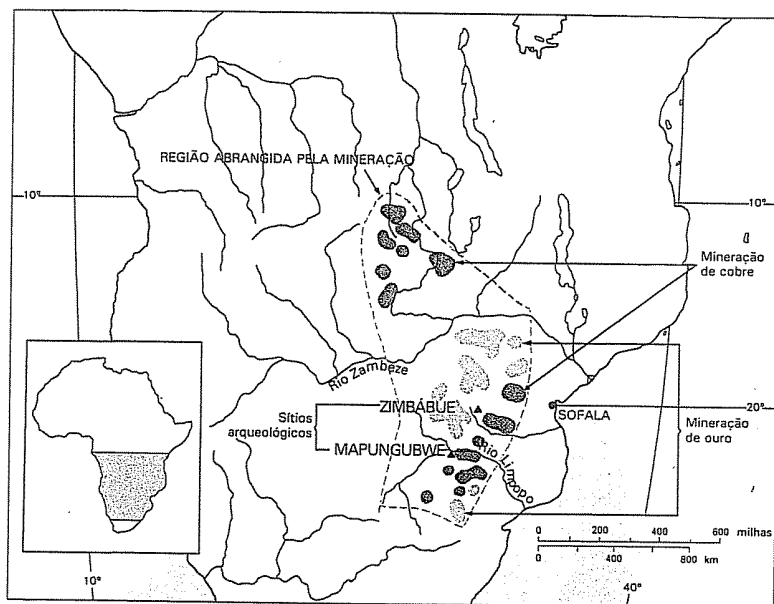 REGIÃO ABRANGIDA PELA MINERAÇÃO
10°
10°
Mineração
de cobre
Rio Zambeze
ZIMBÁBUE
SOFALA
20°
Sítios
arqueológicos
Mineração
de ouro
MAPUNGUBWE
Rio Limpopo
0 200 400 600 milhas
0 400 800 km
10°
40°